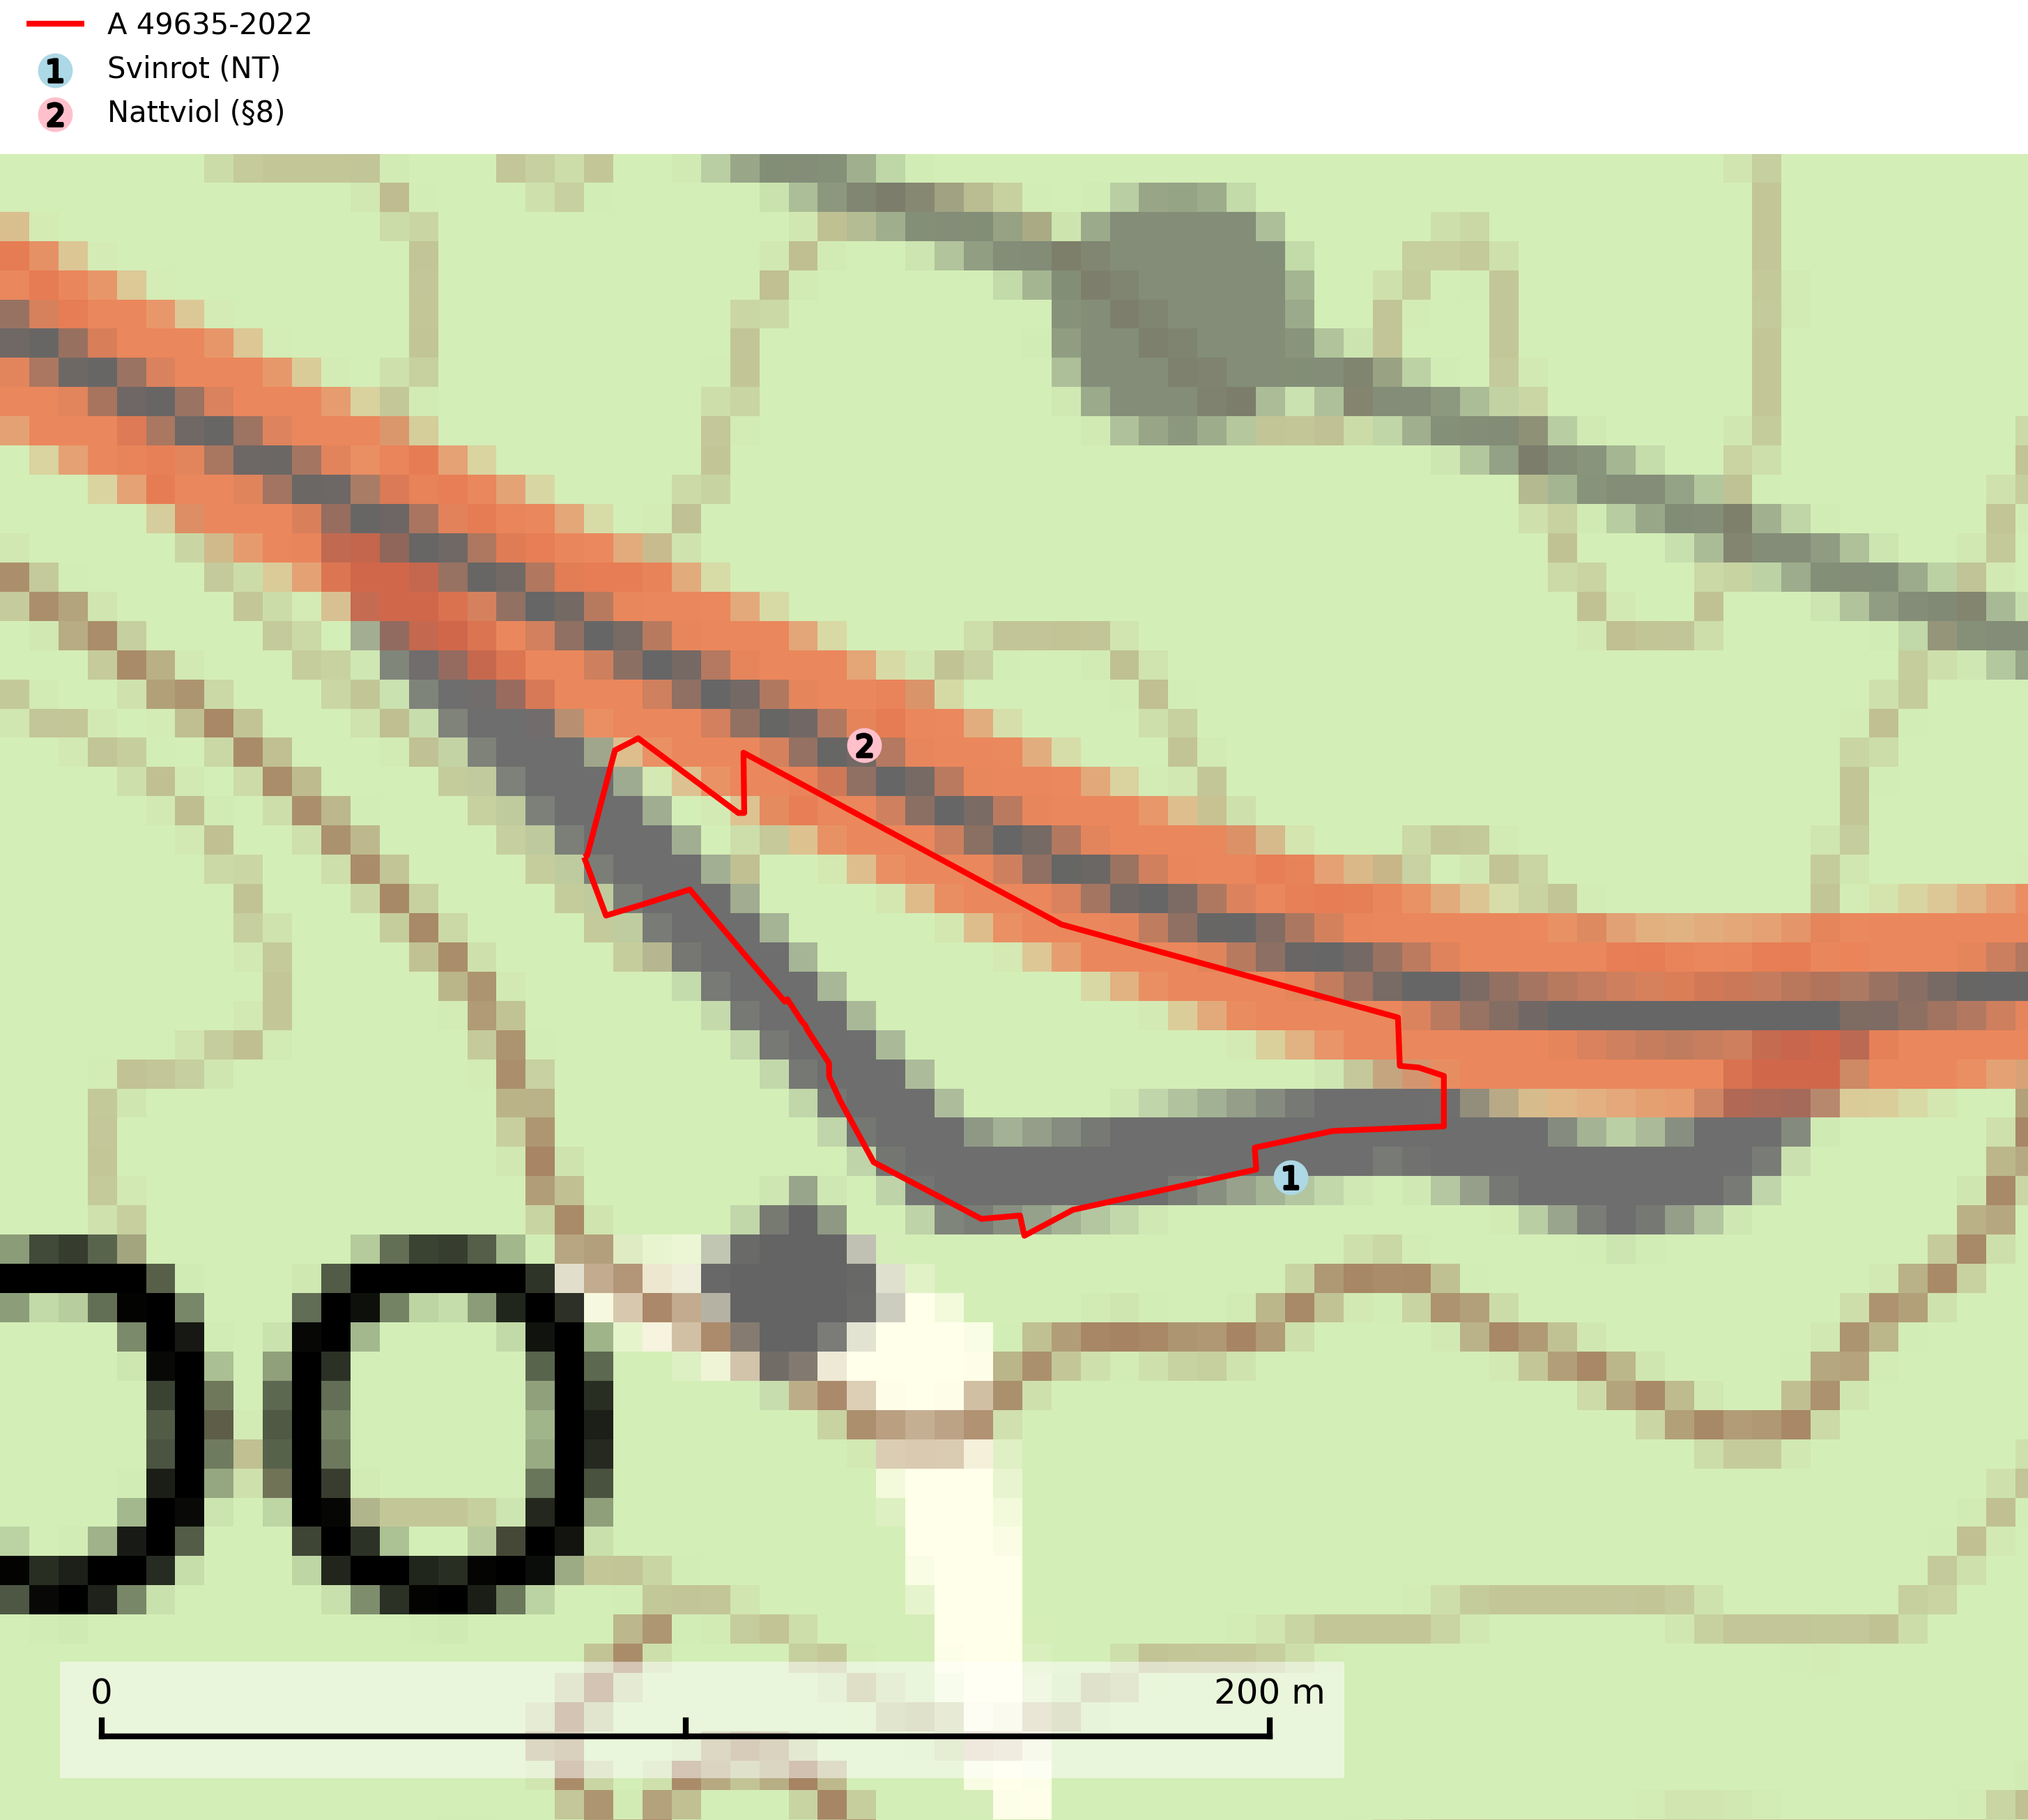 A 49635-2022
1 Svinrot (NT)
2 Nattviol (§8)
2
1
0 200 m